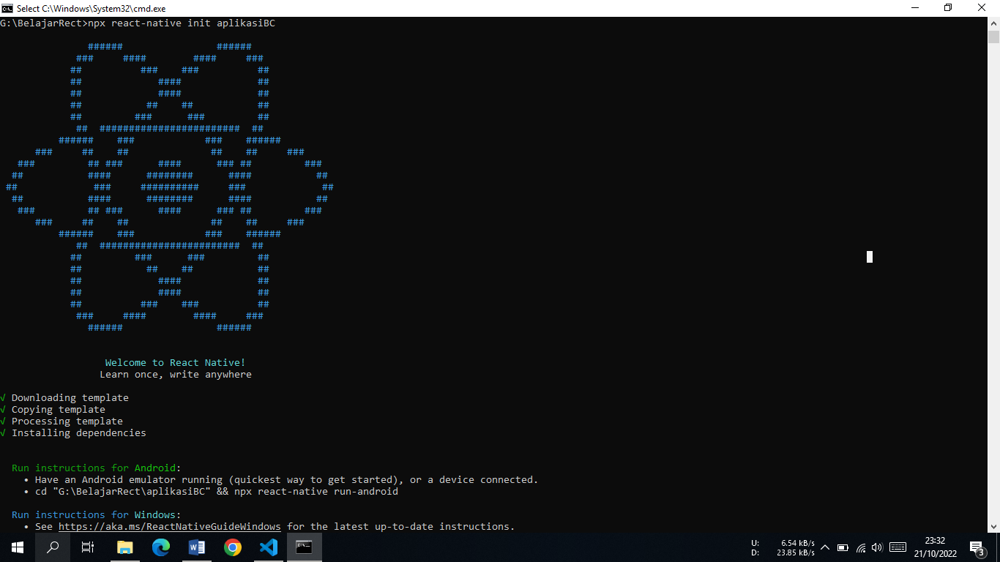 Select C:\Windows\System32\cmd.exe
G:\BelajarRect>npx react-native init aplikasiBC
               ######                ######
             ###     ####        ####     ###
            ##          ###    ###          ##
            ##             ####             ##
            ##             ####             ##
            ##           ##    ##           ##
            ##         ###      ###         ##
             ##  ########################  ##
          ######    ###            ###    ######
      ###     ##    ##              ##    ##     ###
   ###         ## ###      ####      ### ##         ###
  ##           ####      ########      ####           ##
 ##             ###     ##########     ###             ##
  ##           ####      ########      ####           ##
   ###         ## ###      ####      ### ##         ###
      ###     ##    ##              ##    ##     ###
          ######    ###            ###    ######
             ##  ########################  ##
            ##         ###      ###         ##
            ##           ##    ##           ##
            ##             ####             ##
            ##             ####             ##
            ##          ###    ###          ##
             ###     ####        ####     ###
               ######                ######
Welcome to React Native!
Learn once, write anywhere
√ Downloading template
√ Copying template
√ Processing template
√ Installing dependencies
Run instructions for Android:
• Have an Android emulator running (quickest way to get started), or a device connected.
• cd "G:\BelajarRect\aplikasiBC" && npx react-native run-android
Run instructions for Windows:
• See https://aka.ms/ReactNativeGuideWindows for the latest up-to-date instructions.
U: 6.54 kB/s
D: 23.85 kB/s
23:32
21/10/2022
3